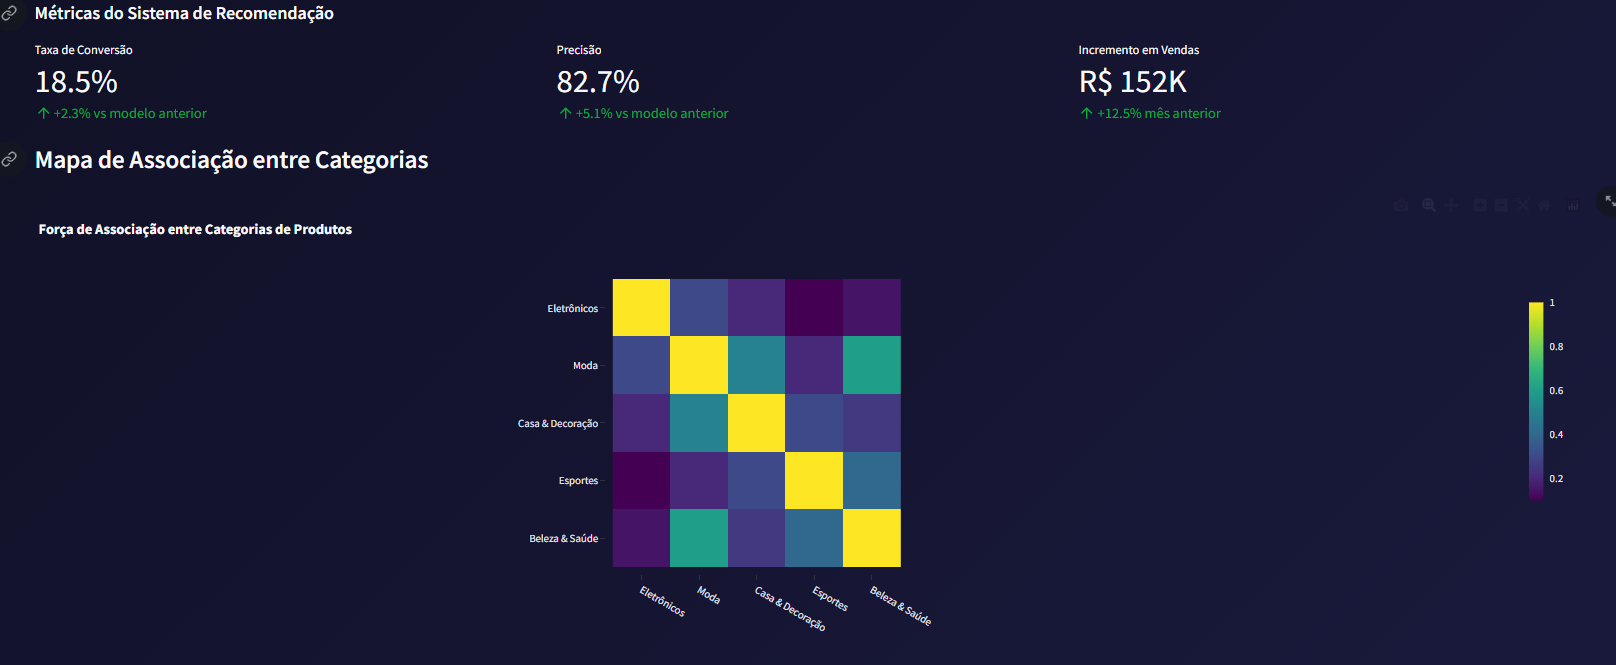 Métricas do Sistema de Recomendação
Taxa de Conversão
18.5%
+2.3% vs modelo anterior
Precisão
82.7%
+5.1% vs modelo anterior
Incremento em Vendas
R$ 152K
+12.5% mês anterior
Mapa de Associação entre Categorias
Força de Associação entre Categorias de Produtos
Eletrônicos
Moda
Casa & Decoração
Esportes
Beleza & Saúde
Eletrônicos
Moda
Casa & Decoração
Esportes
Beleza & Saúde
1
0.8
0.6
0.4
0.2